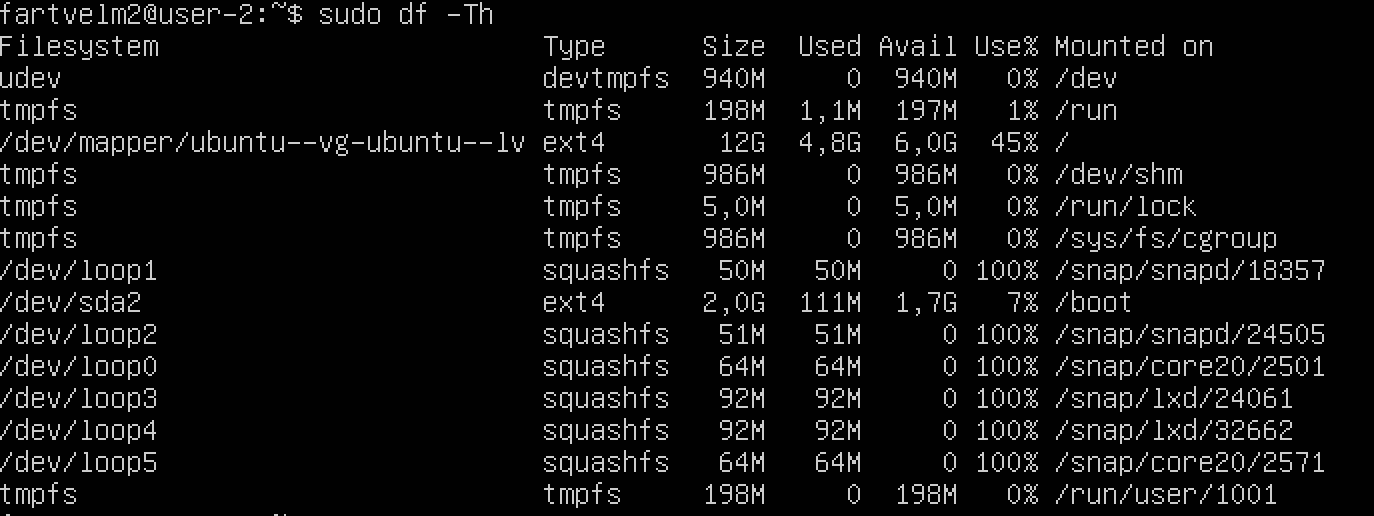 fartvelm2@user-2:~$ sudo df -Th
Filesystem Type Size Used Avail Use% Mounted on
udev devtmpfs 940M 0 940M 0% /dev
tmpfs tmpfs 198M 1,1M 197M 1% /run
/dev/mapper/ubuntu--vg-ubuntu--lv ext4 12G 4,8G 6,0G 45% /
tmpfs tmpfs 986M 0 986M 0% /dev/shm
tmpfs tmpfs 5,0M 0 5,0M 0% /run/lock
tmpfs tmpfs 986M 0 986M 0% /sys/fs/cgroup
/dev/loop1 squashfs 50M 50M 0 100% /snap/snapd/18357
/dev/sda2 ext4 2,0G 111M 1,7G 7% /boot
/dev/loop2 squashfs 51M 51M 0 100% /snap/snapd/24505
/dev/loop0 squashfs 64M 64M 0 100% /snap/core20/2501
/dev/loop3 squashfs 92M 92M 0 100% /snap/lxd/24061
/dev/loop4 squashfs 92M 92M 0 100% /snap/lxd/32662
/dev/loop5 squashfs 64M 64M 0 100% /snap/core20/2571
tmpfs tmpfs 198M 0 198M 0% /run/user/1001